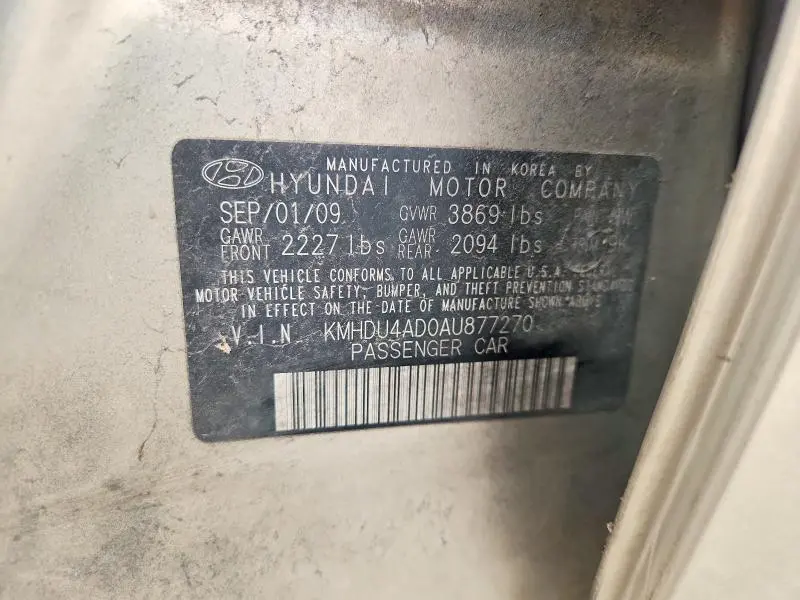 MANUFACTURED IN KOREA BY
HYUNDAI MOTOR COMPANY
SEP/01/09 GVWR 3869 lbs
GAWR FRONT 2227 lbs GAWR REAR 2094 lbs
THIS VEHICLE CONFORMS TO ALL APPLICABLE U.S.A.
MOTOR VEHICLE SAFETY, BUMPER, AND THEFT PREVENTION STANDARDS
IN EFFECT ON THE DATE OF MANUFACTURE SHOWN ABOVE
V.I.N. KMHDU4AD0AU877270
PASSENGER CAR